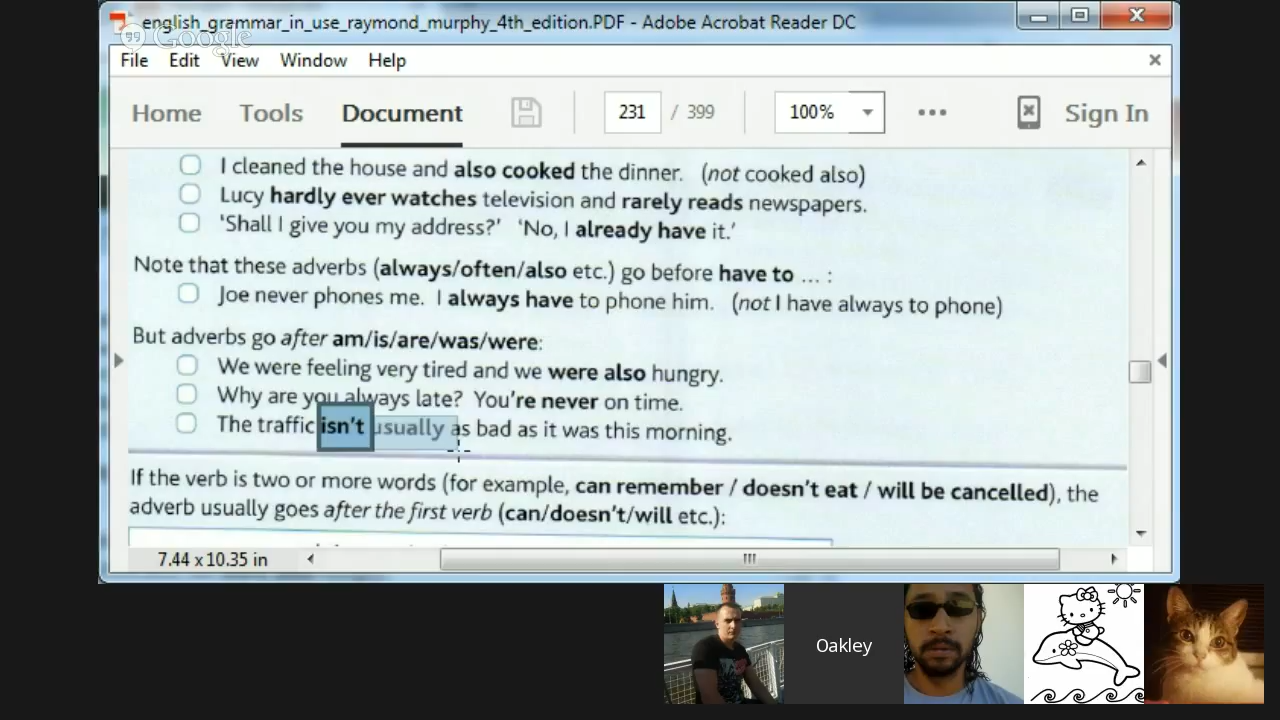 english_grammar_in_use_raymond_murphy_4th_edition.PDF - Adobe Acrobat Reader DC
Google
File Edit View Window Help
Home Tools Document 231 / 399 100% Sign In
I cleaned the house and also cooked the dinner. (not cooked also)
Lucy hardly ever watches television and rarely reads newspapers.
‘Shall I give you my address?’ ‘No, I already have it.’
Note that these adverbs (always/often/also etc.) go before have to ... :
Joe never phones me. I always have to phone him. (not I have always to phone)
But adverbs go after am/is/are/was/were:
We were feeling very tired and we were also hungry.
Why are you always late? You’re never on time.
The traffic isn’t usually as bad as it was this morning.
If the verb is two or more words (for example, can remember / doesn’t eat / will be cancelled), the
adverb usually goes after the first verb (can/doesn’t/will etc.):
7.44 x 10.35 in
Oakley